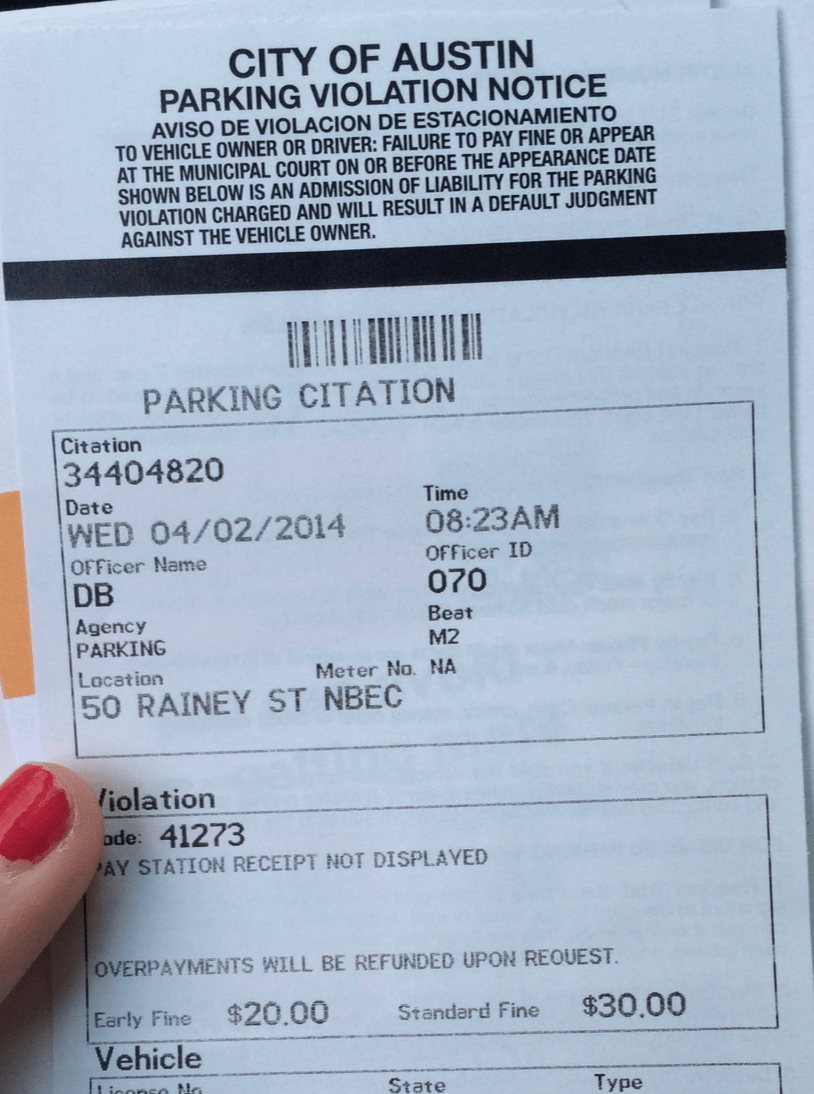 CITY OF AUSTIN
PARKING VIOLATION NOTICE
AVISO DE VIOLACION DE ESTACIONAMIENTO
TO VEHICLE OWNER OR DRIVER: FAILURE TO PAY FINE OR APPEAR
AT THE MUNICIPAL COURT ON OR BEFORE THE APPEARANCE DATE
SHOWN BELOW IS AN ADMISSION OF LIABILITY FOR THE PARKING
VIOLATION CHARGED AND WILL RESULT IN A DEFAULT JUDGMENT
AGAINST THE VEHICLE OWNER.
PARKING CITATION
Citation
34404820
Date Time
WED 04/02/2014 08:23AM
Officer Name Officer ID
DB 070
Agency Beat
PARKING M2
Location Meter No. NA
50 RAINEY ST NBEC
Violation
ode: 41273
PAY STATION RECEIPT NOT DISPLAYED
OVERPAYMENTS WILL BE REFUNDED UPON REQUEST.
Early Fine $20.00 Standard Fine $30.00
Vehicle
License No State Type